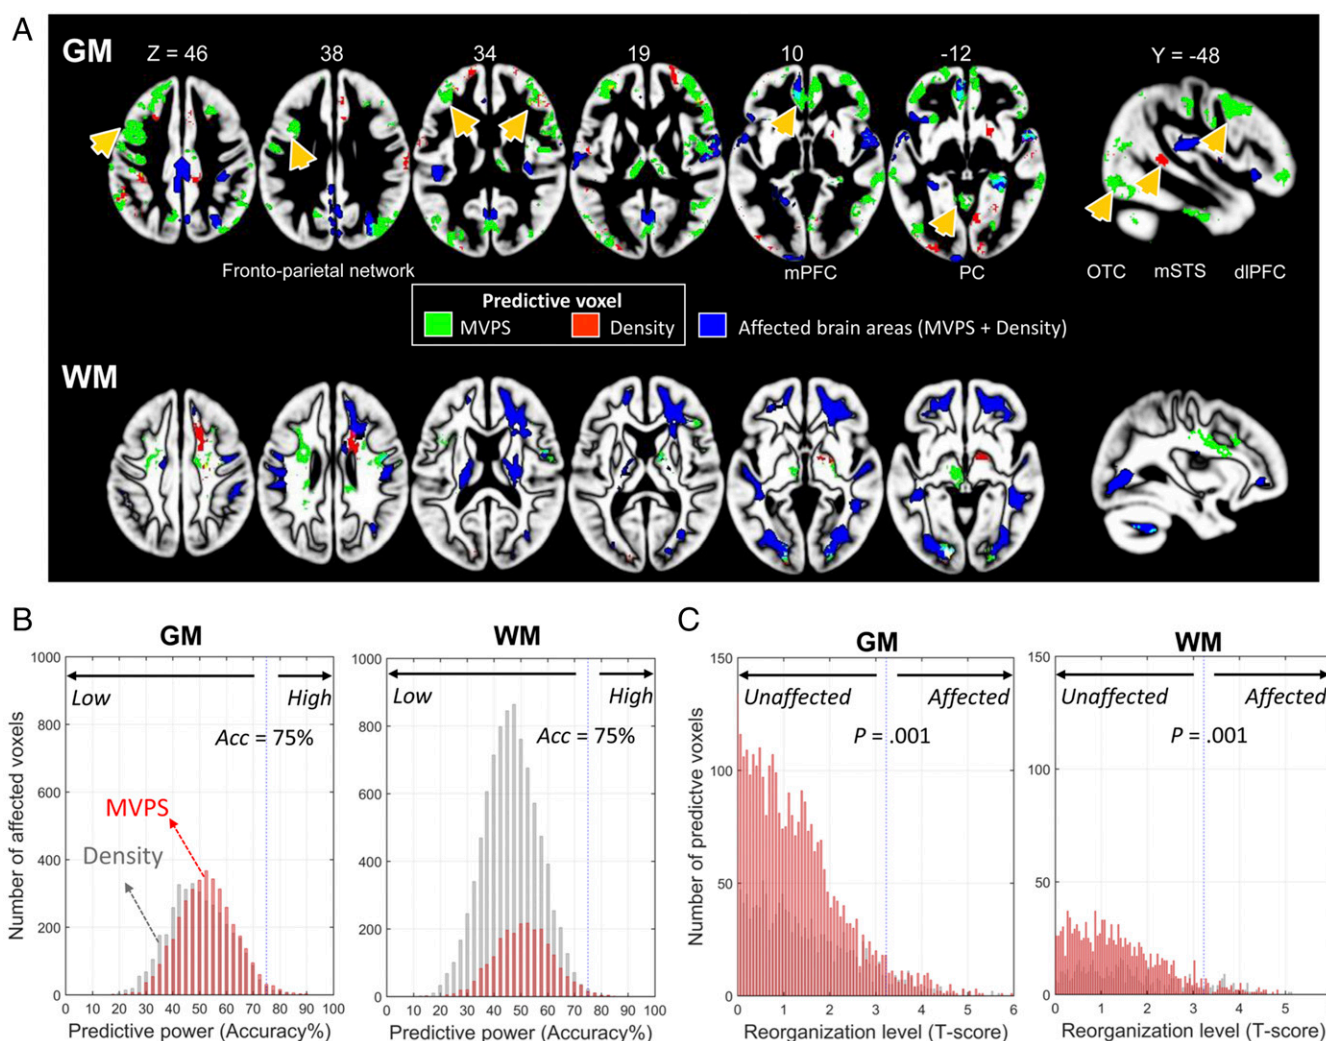 A
GM
Z = 46 38 34 19 10 -12 Y = -48
Fronto-parietal network mPFC PC OTC mSTS dlPFC
Predictive voxel
MVPS Density Affected brain areas (MVPS + Density)
WM
B
GM WM
1000
800
600
400
200
0
Number of affected voxels
Low High
Acc = 75%
MVPS
Density
0 10 20 30 40 50 60 70 80 90 100
Predictive power (Accuracy%)
1000
800
600
400
200
0
Low High
Acc = 75%
0 10 20 30 40 50 60 70 80 90 100
Predictive power (Accuracy%)
C
GM WM
150
100
50
0
Number of predictve voxels
Unaffected Affected
P = .001
0 1 2 3 4 5 6
Reorganization level (T-score)
150
100
50
0
Unaffected Affected
P = .001
0 1 2 3 4 5
Reorganization level (T-score)